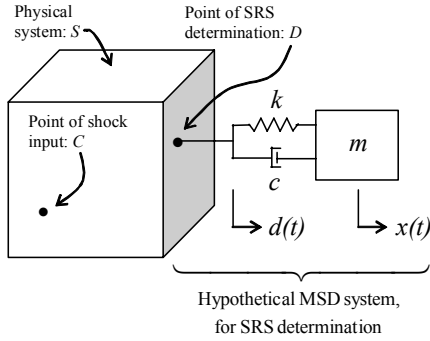 Physical
system: S
Point of SRS
determination: D
Point of shock
input: C
k
m
c
d(t)
x(t)
Hypothetical MSD system,
for SRS determination